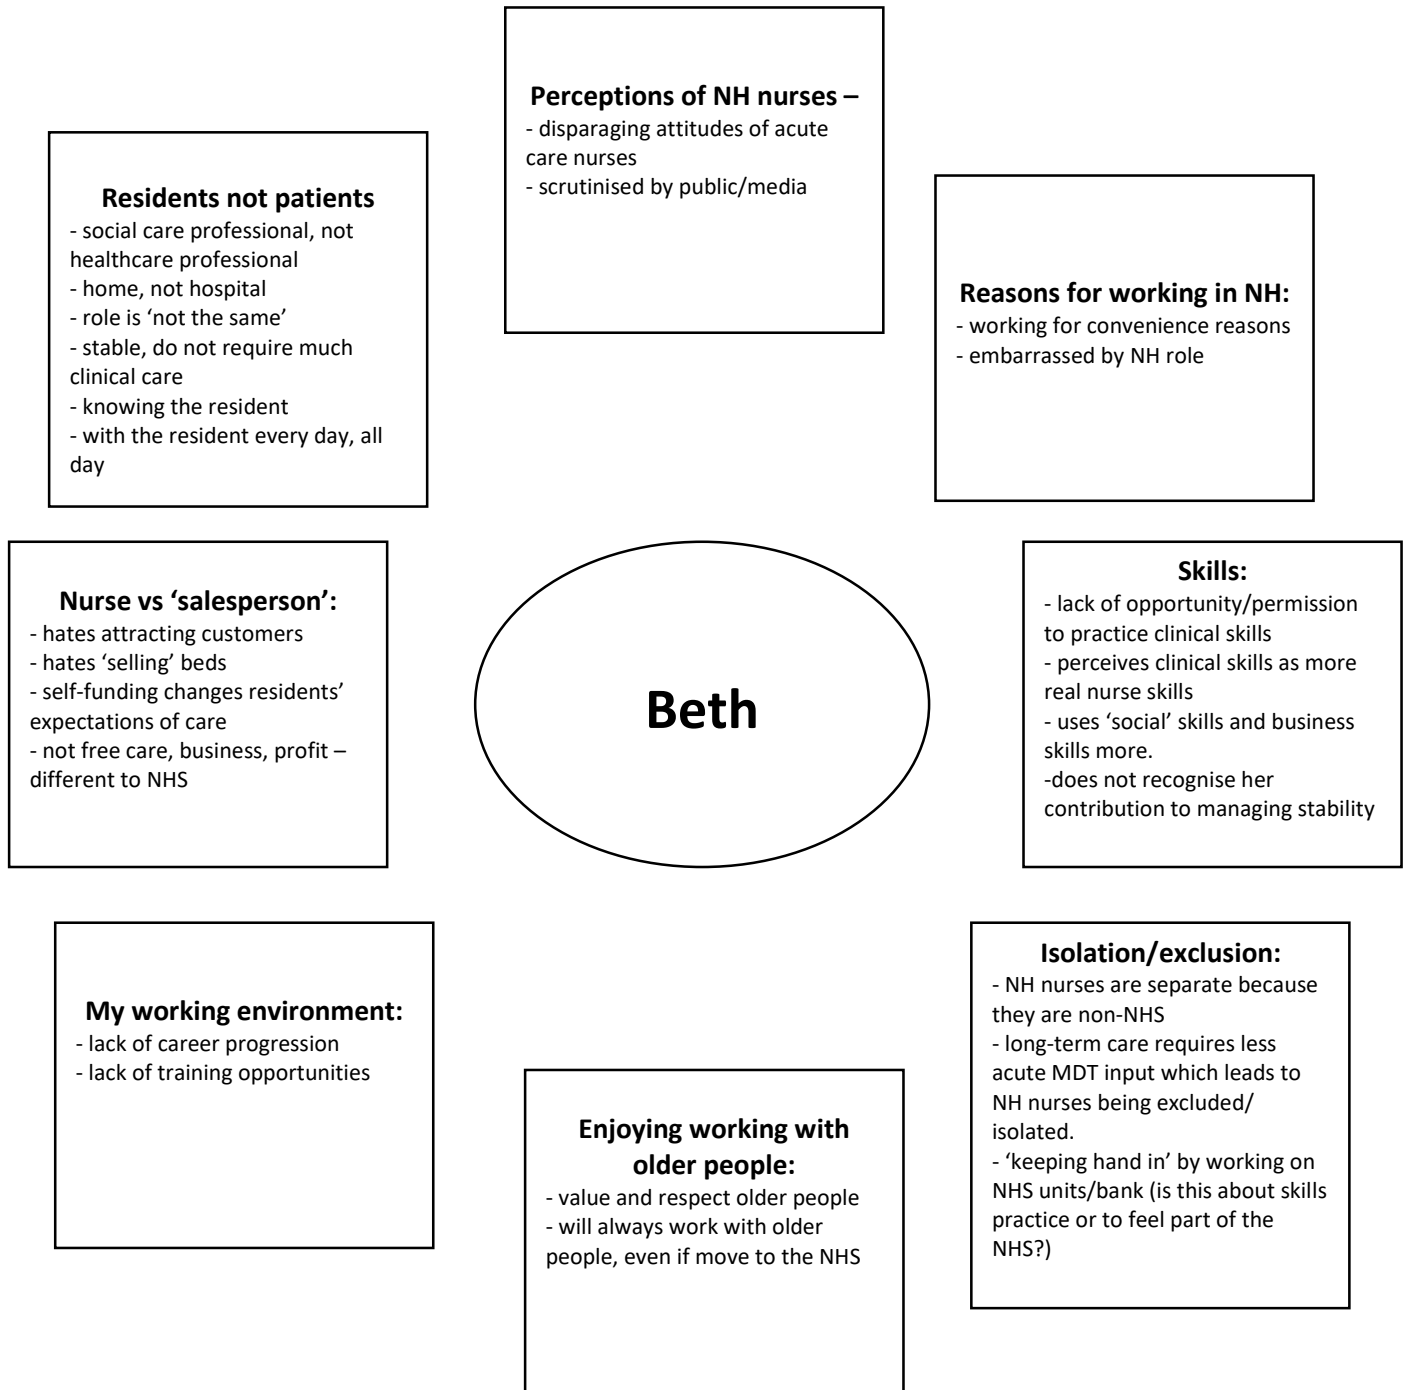 Perceptions of NH nurses –
- disparaging attitudes of acute
care nurses
- scrutinised by public/media
Residents not patients
- social care professional, not
healthcare professional
- home, not hospital
- role is ‘not the same’
- stable, do not require much
clinical care
- knowing the resident
- with the resident every day, all
day
Reasons for working in NH:
- working for convenience reasons
- embarrassed by NH role
Nurse vs ‘salesperson’:
- hates attracting customers
- hates ‘selling’ beds
- self-funding changes residents’
expectations of care
- not free care, business, profit –
different to NHS
Beth
Skills:
- lack of opportunity/permission
to practice clinical skills
- perceives clinical skills as more
real nurse skills
- uses ‘social’ skills and business
skills more.
-does not recognise her
contribution to managing stability
My working environment:
- lack of career progression
- lack of training opportunities
Enjoying working with
older people:
- value and respect older people
- will always work with older
people, even if move to the NHS
Isolation/exclusion:
- NH nurses are separate because
they are non-NHS
- long-term care requires less
acute MDT input which leads to
NH nurses being excluded/
isolated.
- ‘keeping hand in’ by working on
NHS units/bank (is this about skills
practice or to feel part of the
NHS?)